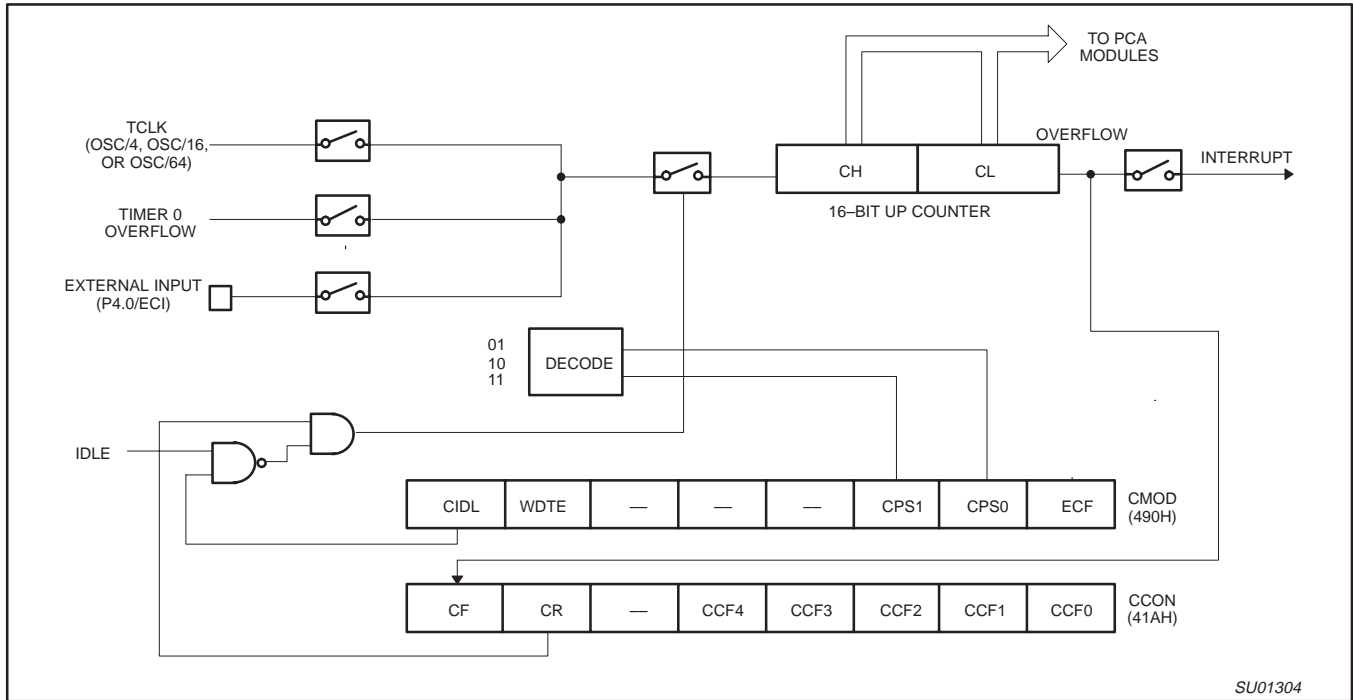 TO PCA
MODULES
TCLK
(OSC/4, OSC/16,
OR OSC/64)
OVERFLOW
INTERRUPT
CH
CL
16–BIT UP COUNTER
TIMER 0
OVERFLOW
EXTERNAL INPUT
(P4.0/ECI)
01
10
11
DECODE
IDLE
CIDL WDTE –– –– –– CPS1 CPS0 ECF
CMOD
(490H)
CF CR –– CCF4 CCF3 CCF2 CCF1 CCF0
CCON
(41AH)
SU01304